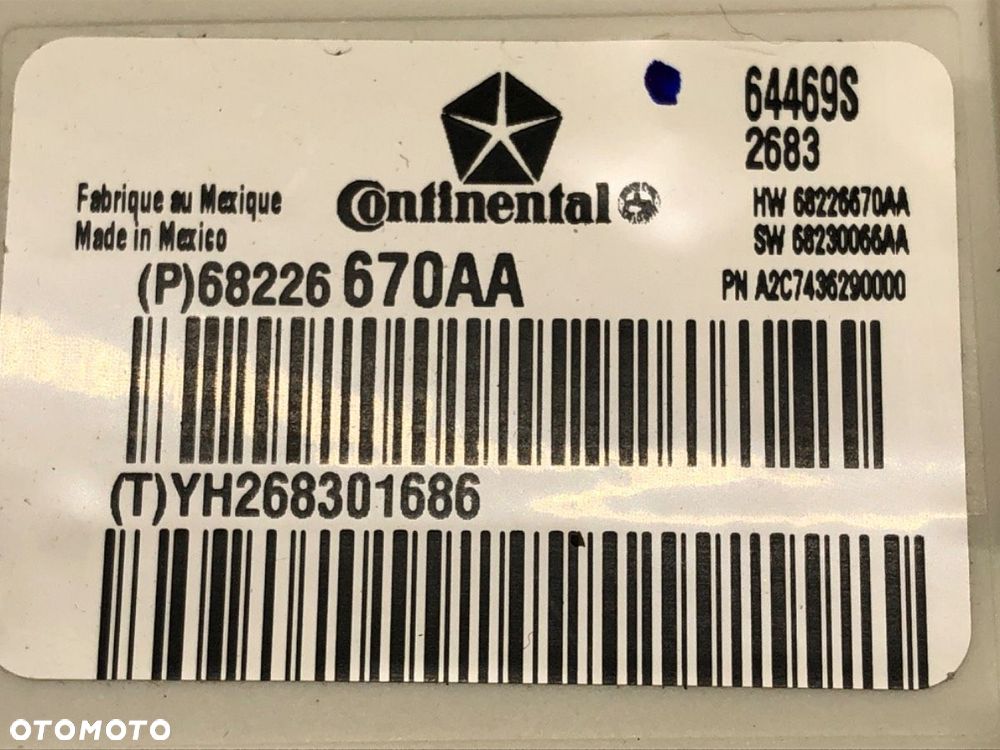 64469S
2683
Fabrique au Mexique
Made in Mexico
Continental
HW 68226670AA
SW 68230066AA
PN A2C7436290000
(P)68226 670AA
(T)YH268301686
OTOMOTO